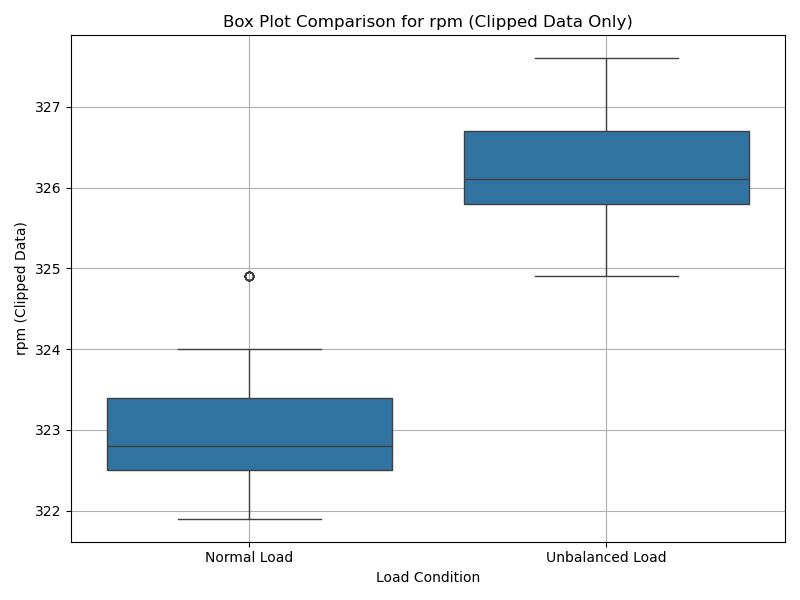 Box Plot Comparison for rpm (Clipped Data Only)
rpm (Clipped Data)
327
326
325
324
323
322
Normal Load
Unbalanced Load
Load Condition